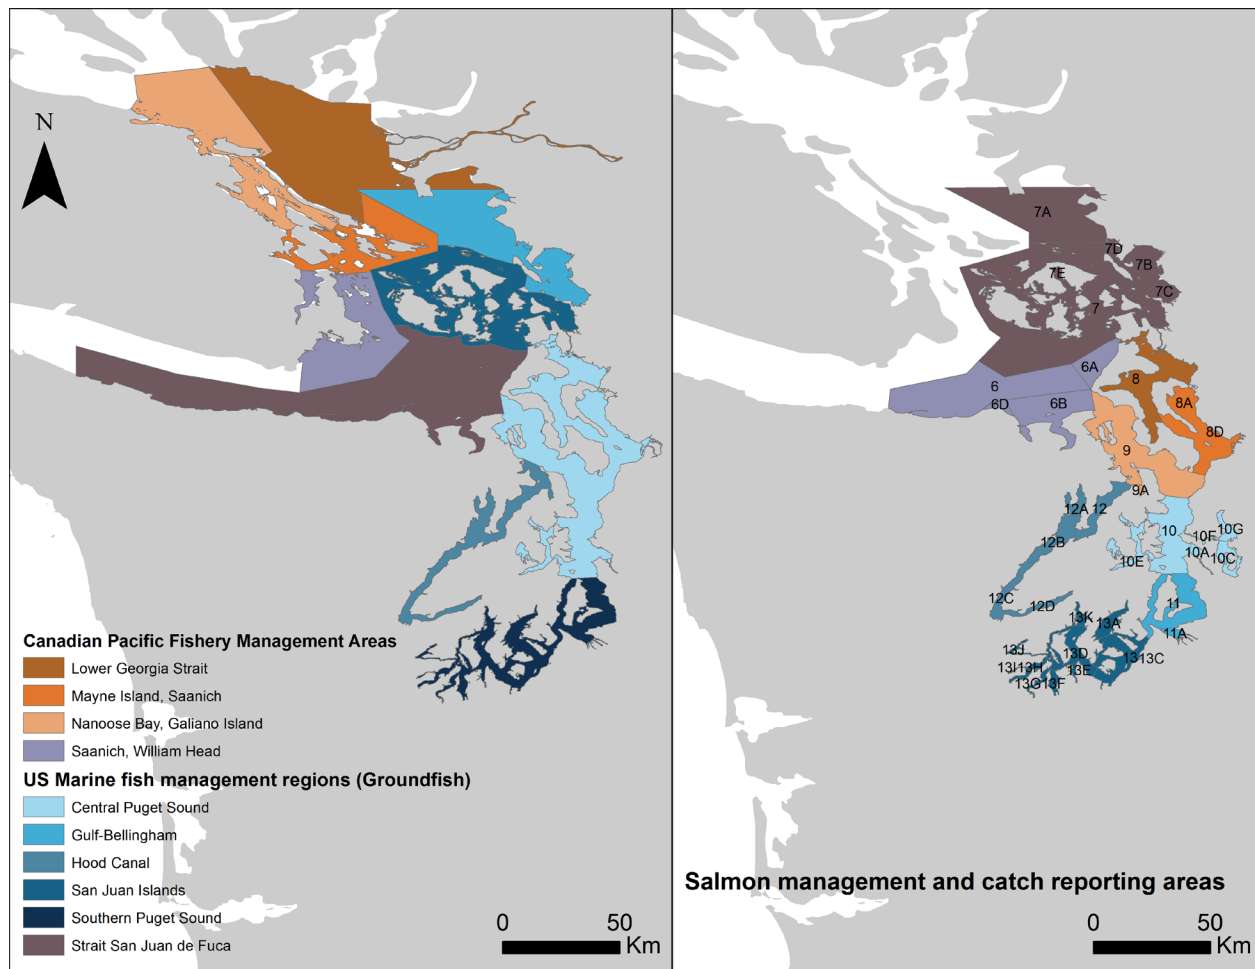 N
Canadian Pacific Fishery Management Areas
Lower Georgia Strait
Mayne Island, Saanich
Nanoose Bay, Galiano Island
Saanich, William Head
US Marine fish management regions (Groundfish)
Central Puget Sound
Gulf-Bellingham
Hood Canal
San Juan Islands
Southern Puget Sound
Strait San Juan de Fuca
0 50
Km
7A
7D
7B
7E
7C
7
6A
6
8
6D
6B
8A
8D
9
9A
12A 12
10
10G
10F
12B
10A
10E
10C
12C
12D
11
13K
13A
11A
13J
13D
13 13C
13I 13H
13E
13G 13F
Salmon management and catch reporting areas
0 50
Km